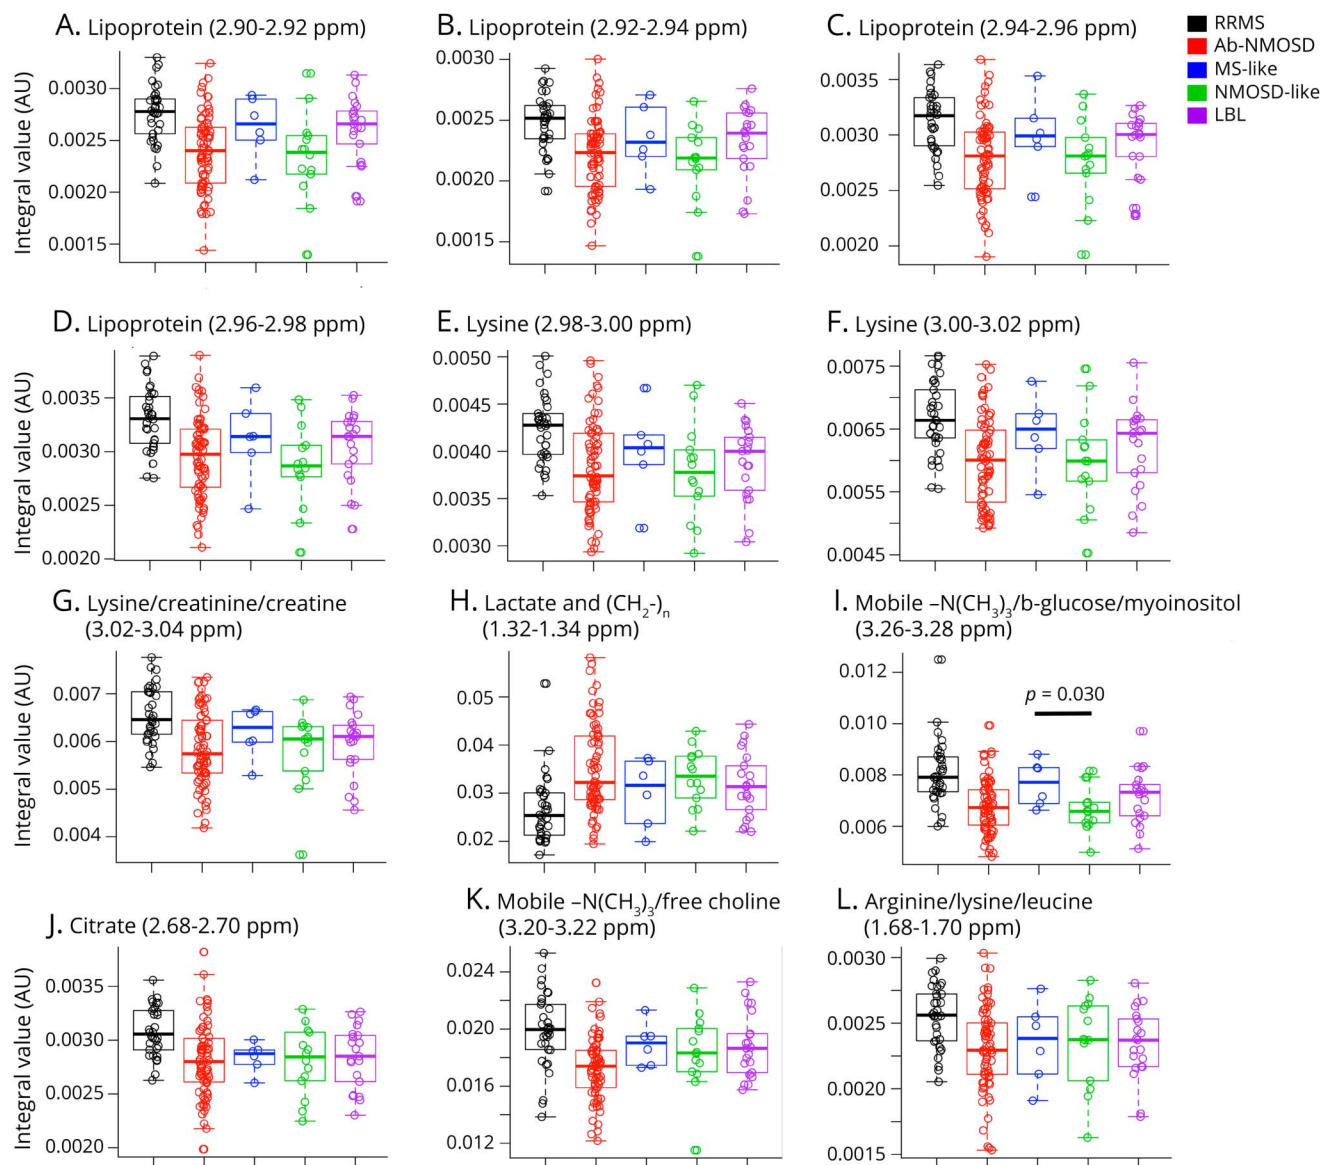 A. Lipoprotein (2.90-2.92 ppm)
B. Lipoprotein (2.92-2.94 ppm)
C. Lipoprotein (2.94-2.96 ppm)
RRMS
Ab-NMOSD
MS-like
NMOSD-like
LBL
Integral value (AU)
0.0030
0.0025
0.0020
0.0015
0.0030
0.0025
0.0020
0.0015
0.0035
0.0030
0.0025
0.0020
D. Lipoprotein (2.96-2.98 ppm)
E. Lysine (2.98-3.00 ppm)
F. Lysine (3.00-3.02 ppm)
Integral value (AU)
0.0035
0.0030
0.0025
0.0020
0.0050
0.0045
0.0040
0.0035
0.0030
0.0075
0.0065
0.0055
0.0045
G. Lysine/creatinine/creatine
(3.02-3.04 ppm)
H. Lactate and (CH₂-)ₙ
(1.32-1.34 ppm)
I. Mobile –N(CH₃)₃/b-glucose/myoinositol
(3.26-3.28 ppm)
Integral value (AU)
0.007
0.006
0.005
0.004
0.05
0.04
0.03
0.02
0.012
0.010
0.008
0.006
p = 0.030
J. Citrate (2.68-2.70 ppm)
K. Mobile –N(CH₃)₃/free choline
(3.20-3.22 ppm)
L. Arginine/lysine/leucine
(1.68-1.70 ppm)
Integral value (AU)
0.0035
0.0030
0.0025
0.0020
0.024
0.020
0.016
0.012
0.0030
0.0025
0.0020
0.0015